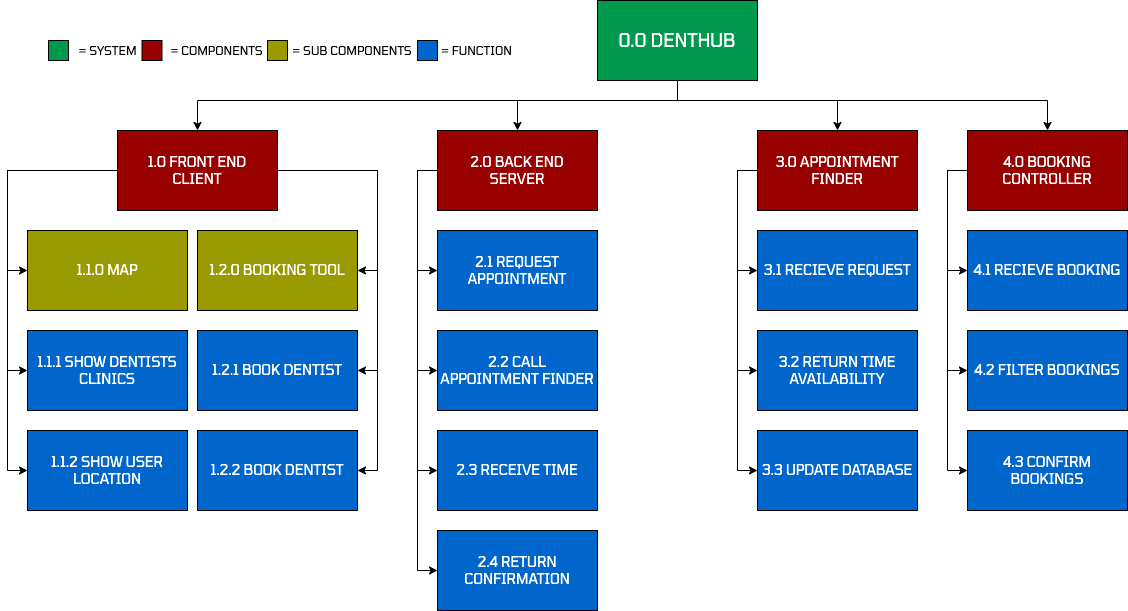 0.0 DENTHUB
= SYSTEM = COMPONENTS = SUB COMPONENTS = FUNCTION
1.0 FRONT END
CLIENT
2.0 BACK END
SERVER
3.0 APPOINTMENT
FINDER
4.0 BOOKING
CONTROLLER
1.1.0 MAP
1.2.0 BOOKING TOOL
2.1 REQUEST
APPOINTMENT
3.1 RECIEVE REQUEST
4.1 RECIEVE BOOKING
1.1.1 SHOW DENTISTS
CLINICS
1.2.1 BOOK DENTIST
2.2 CALL
APPOINTMENT FINDER
3.2 RETURN TIME
AVAILABILITY
4.2 FILTER BOOKINGS
1.1.2 SHOW USER
LOCATION
1.2.2 BOOK DENTIST
2.3 RECEIVE TIME
3.3 UPDATE DATABASE
4.3 CONFIRM
BOOKINGS
2.4 RETURN
CONFIRMATION